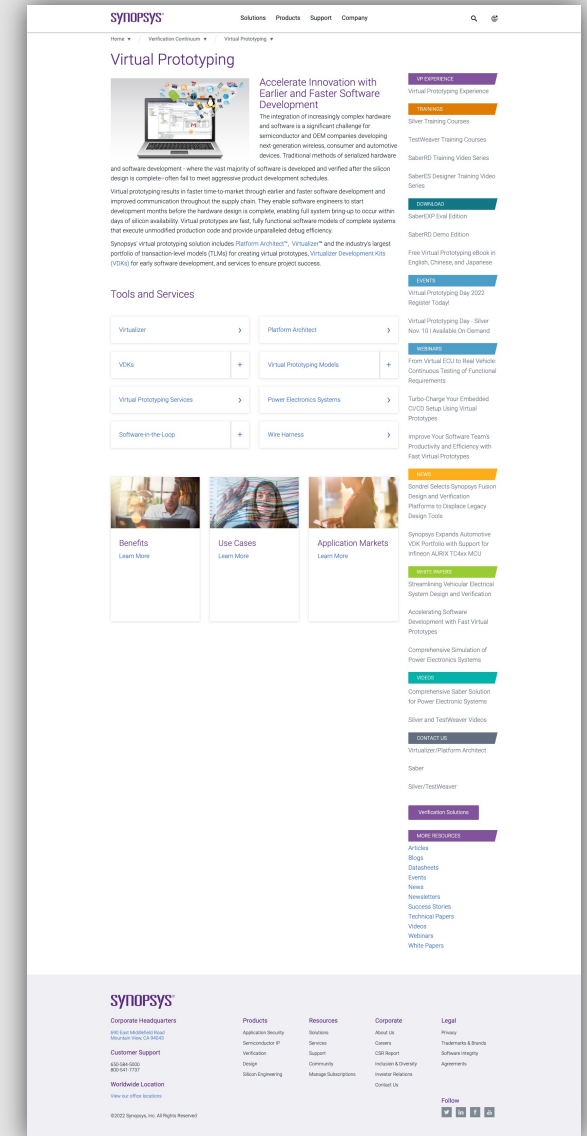 SYNOPSYS®
Solutions Products Support Company
Home / Verification Continuum / Virtual Prototyping
Virtual Prototyping
Accelerate Innovation with
Earlier and Faster Software
Development
The integration of increasingly complex hardware
and software is a significant challenge for
semiconductor and OEM companies developing
next-generation wireless, consumer and automotive
devices. Traditional methods of serialized hardware
and software development - where the vast majority of software is developed and verified after the silicon
design is complete–often fail to meet aggressive product development schedules.
Virtual prototyping results in faster time-to-market through earlier and faster software development and
improved communication throughout the supply chain. They enable software engineers to start
development months before the hardware design is complete, enabling full system bring-up to occur within
days of silicon availability. Virtual prototypes are fast, fully functional software models of complete systems
that execute unmodified production code and provide unparalleled debug efficiency.
Synopsys' virtual prototyping solution includes Platform Architect™, Virtualizer™ and the industry's largest
portfolio of transaction-level models (TLMs) for creating virtual prototypes, Virtualizer Development Kits
(VDKs) for early software development, and services to ensure project success.
Tools and Services
Virtualizer
Platform Architect
VDKs +
Virtual Prototyping Models +
Virtual Prototyping Services
Power Electronics Systems
Software-in-the-Loop +
Wire Harness
Benefits
Learn More
Use Cases
Learn More
Application Markets
Learn More
VP EXPERIENCE
Virtual Prototyping Experience
TRAININGS
Silver Training Courses
TestWeaver Training Courses
SaberRD Training Video Series
SaberES Designer Training Video
Series
DOWNLOAD
SaberEXP Eval Edition
SaberRD Demo Edition
Free Virtual Prototyping eBook in
English, Chinese, and Japanese
EVENTS
Virtual Prototyping Day 2022
Register Today!
Virtual Prototyping Day - Silver
Nov. 10 | Available On-Demand
WEBINARS
From Virtual ECU to Real Vehicle:
Continuous Testing of Functional
Requirements
Turbo-Charge Your Embedded
CI/CD Setup Using Virtual
Prototypes
Improve Your Software Team's
Productivity and Efficiency with
Fast Virtual Prototypes
NEWS
Sondrel Selects Synopsys Fusion
Design and Verification
Platforms to Displace Legacy
Design Tools
Synopsys Expands Automotive
VDK Portfolio with Support for
Infineon AURIX TC4xx MCU
WHITE PAPERS
Streamlining Vehicular Electrical
System Design and Verification
Accelerating Software
Development with Fast Virtual
Prototypes
Comprehensive Simulation of
Power Electronics Systems
VIDEOS
Comprehensive Saber Solution
for Power Electronic Systems
Silver and TestWeaver Videos
CONTACT US
Virtualizer/Platform Architect
Saber
Silver/TestWeaver
Verification Solutions
MORE RESOURCES
Articles
Blogs
Datasheets
Events
News
Newsletters
Success Stories
Technical Papers
Videos
Webinars
White Papers
SYNOPSYS®
Corporate Headquarters
690 East Middlefield Road
Mountain View, CA 94043
Customer Support
650-584-5000
800-541-7737
Worldwide Location
View our office locations
Products
Application Security
Semiconductor IP
Verification
Design
Silicon Engineering
Resources
Solutions
Services
Support
Community
Manage Subscriptions
Corporate
About Us
Careers
CSR Report
Inclusion & Diversity
Investor Relations
Contact Us
Legal
Privacy
Trademarks & Brands
Software Integrity
Agreements
Follow
©2022 Synopsys, Inc. All Rights Reserved